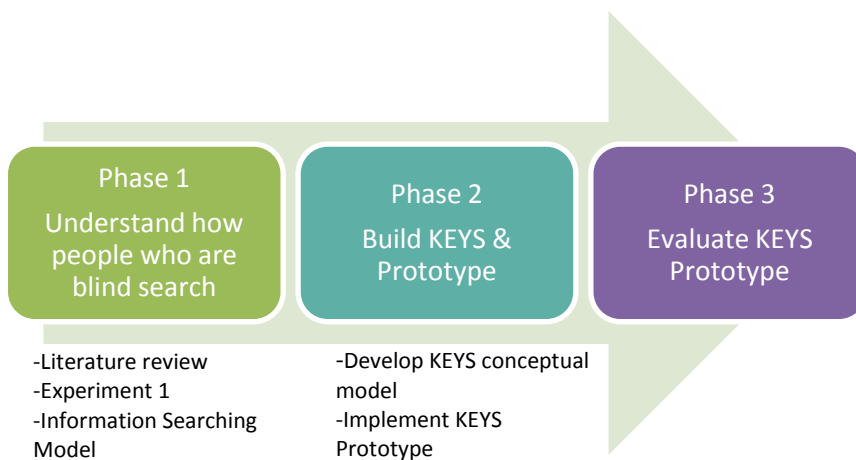 Phase 1
Understand how
people who are
blind search
Phase 2
Build KEYS &
Prototype
Phase 3
Evaluate KEYS
Prototype
-Literature review
-Experiment 1
-Information Searching
Model
-Develop KEYS conceptual
model
-Implement KEYS
Prototype